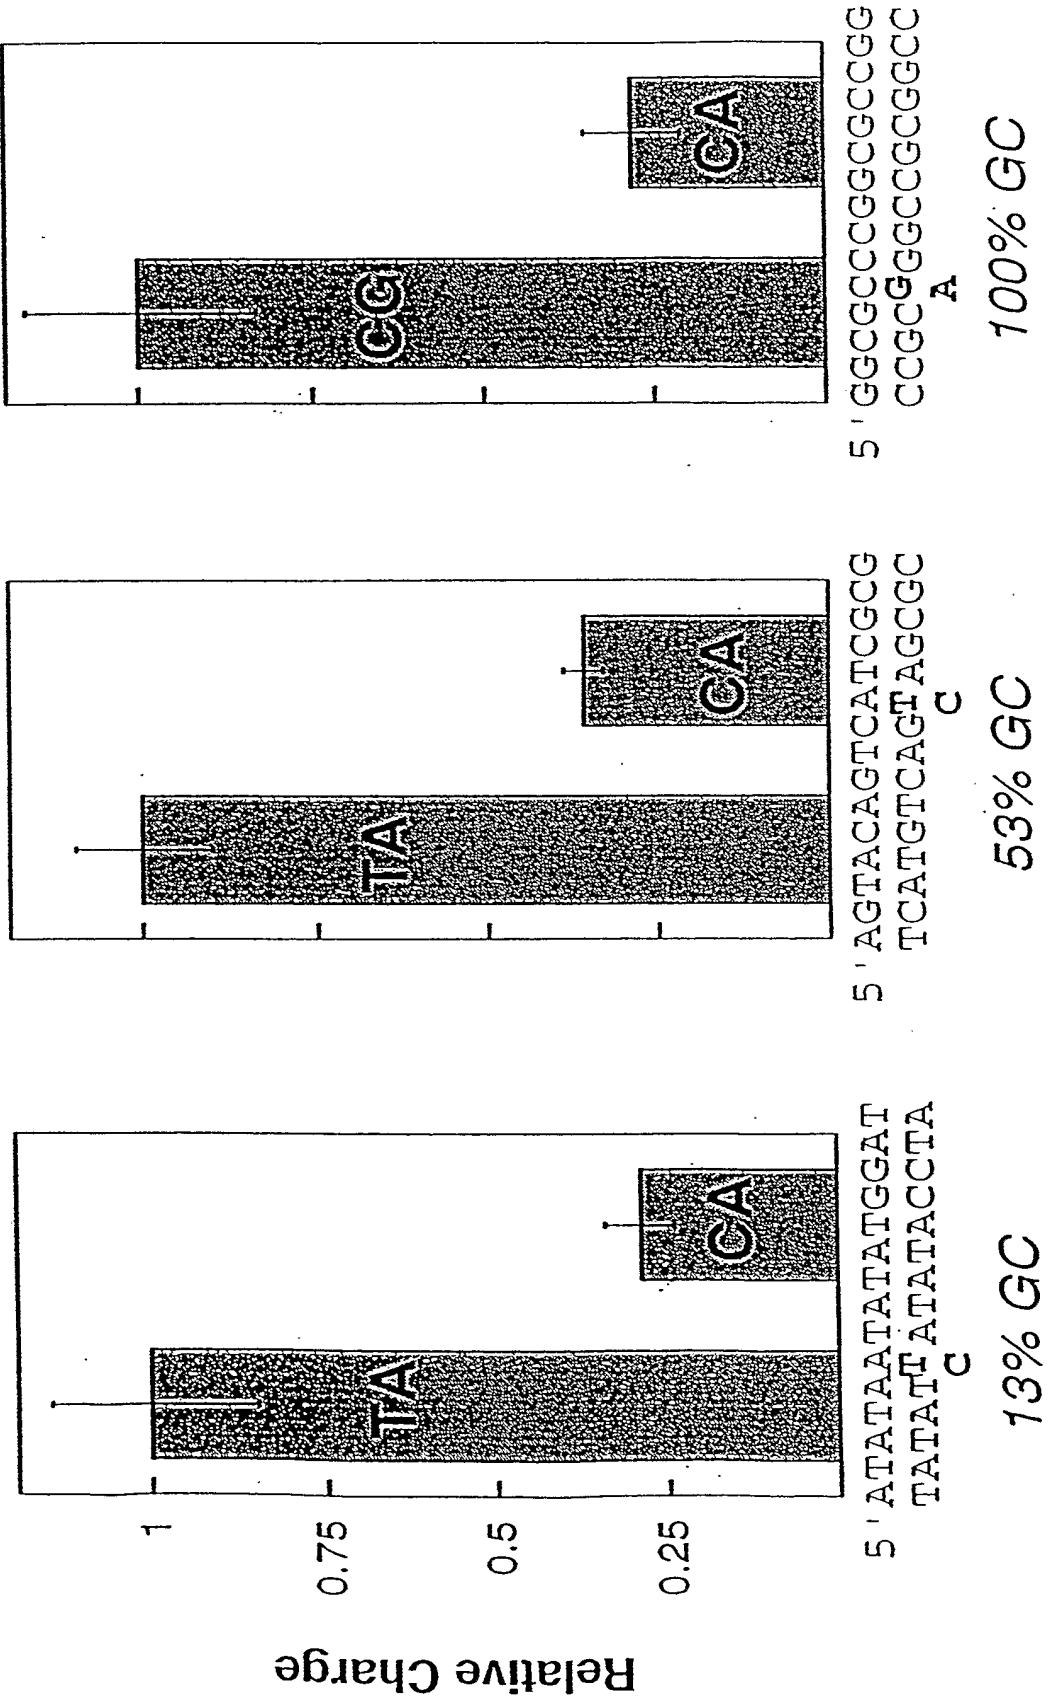 Relative Charge
1
0.75
0.5
0.25
TA
CA
5'ATATAATATATGGAT
TATATTATATACCTA
C
13% GC
TA
CA
5'AGTACAGTCATCGCG
TCATGTCAGTAGCGC
C
53% GC
CG
CA
5'GGCGCCCGGCGCCGG
CCGCGGGCCGCGGCC
A
100% GC